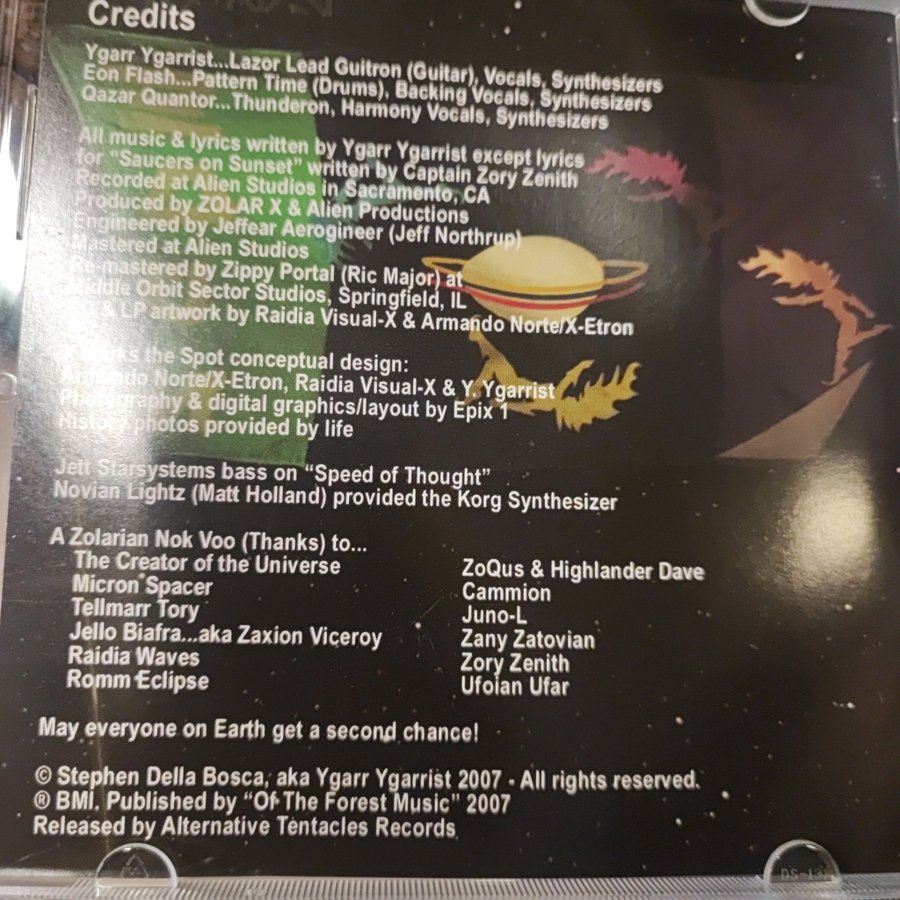 Credits
Ygarr Ygarrist...Lazor Lead Guitron (Guitar), Vocals, Synthesizers
Eon Flash...Pattern Time (Drums), Backing Vocals, Synthesizers
Qazar Quantor...Thunderon, Harmony Vocals, Synthesizers
All music & lyrics written by Ygarr Ygarrist except lyrics
for “Saucers on Sunset” written by Captain Zory Zenith
Recorded at Alien Studios in Sacramento, CA
Produced by ZOLAR X & Alien Productions
Engineered by Jeffear Aerogineer (Jeff Northrup)
Mastered at Alien Studios
Re-mastered by Zippy Portal (Ric Major) at
Middle Orbit Sector Studios, Springfield, IL
& LP artwork by Raidia Visual-X & Armando Norte/X-Etron
the Spot conceptual design:
Armando Norte/X-Etron, Raidia Visual-X & Y. Ygarrist
Photography & digital graphics/layout by Epix 1
History photos provided by life
Jett Starsystems bass on “Speed of Thought”
Novian Lightz (Matt Holland) provided the Korg Synthesizer
A Zolarian Nok Voo (Thanks) to...
The Creator of the Universe
Micron Spacer
Tellmarr Tory
Jello Biafra...aka Zaxion Viceroy
Raidia Waves
Romm Eclipse
ZoQus & Highlander Dave
Cammion
Juno-L
Zany Zatovian
Zory Zenith
Ufoian Ufar
May everyone on Earth get a second chance!
© Stephen Della Bosca, aka Ygarr Ygarrist 2007 - All rights reserved.
® BMI. Published by “Of The Forest Music” 2007
Released by Alternative Tentacles Records